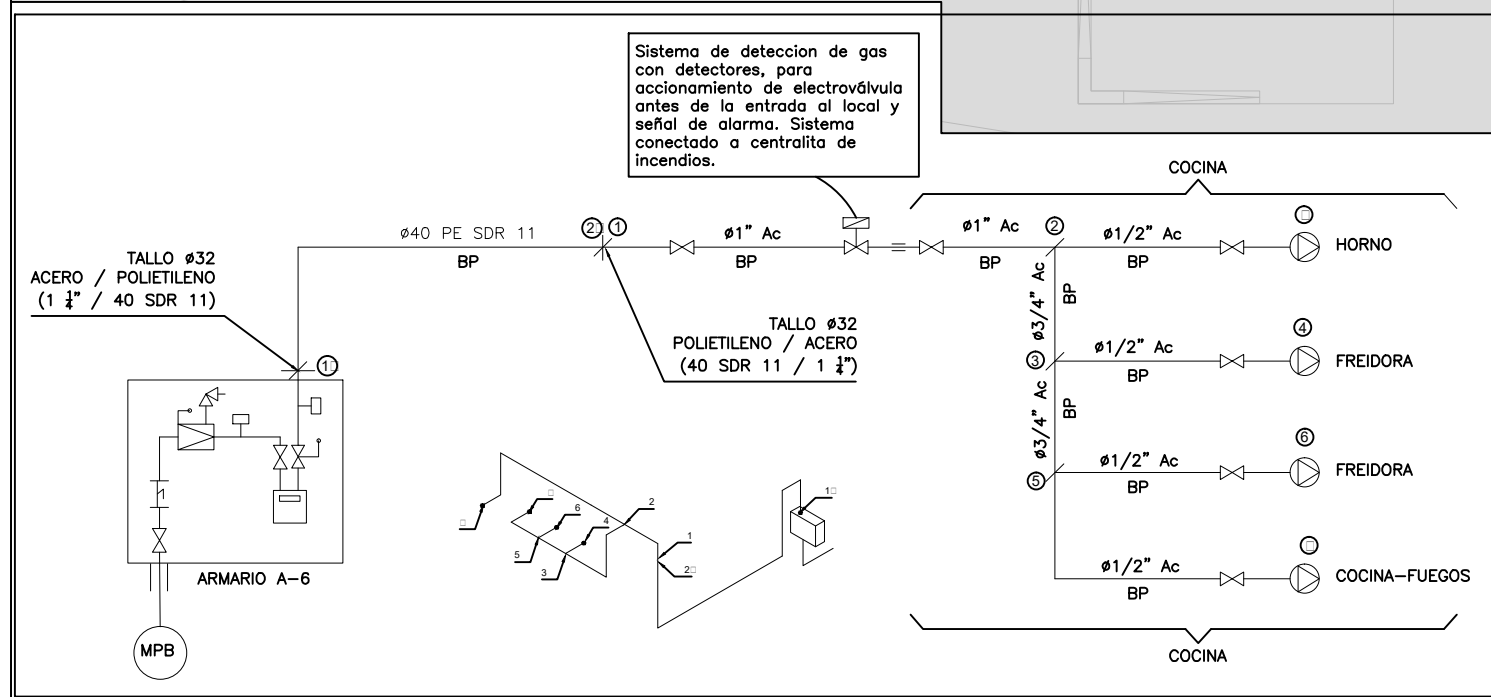 Sistema de deteccion de gas
con detectores, para
accionamiento de electroválvula
antes de la entrada al local y
señal de alarma. Sistema
conectado a centralita de
incendios.
COCINA
ø40 PE SDR 11
BP
2□
1
ø1" Ac
BP
ø1" Ac
BP
2
ø1/2" Ac
BP
□
HORNO
TALLO ø32
ACERO / POLIETILENO
(1 ¼" / 40 SDR 11)
TALLO ø32
POLIETILENO / ACERO
(40 SDR 11 / 1 ¼")
1□
ø3/4" Ac
BP
3
ø1/2" Ac
BP
4
FREIDORA
ø3/4" Ac
BP
5
ø1/2" Ac
BP
6
FREIDORA
ø1/2" Ac
BP
□
COCINA-FUEGOS
COCINA
ARMARIO A-6
MPB
□
□
6
4
2
1
2□
5
3
1□